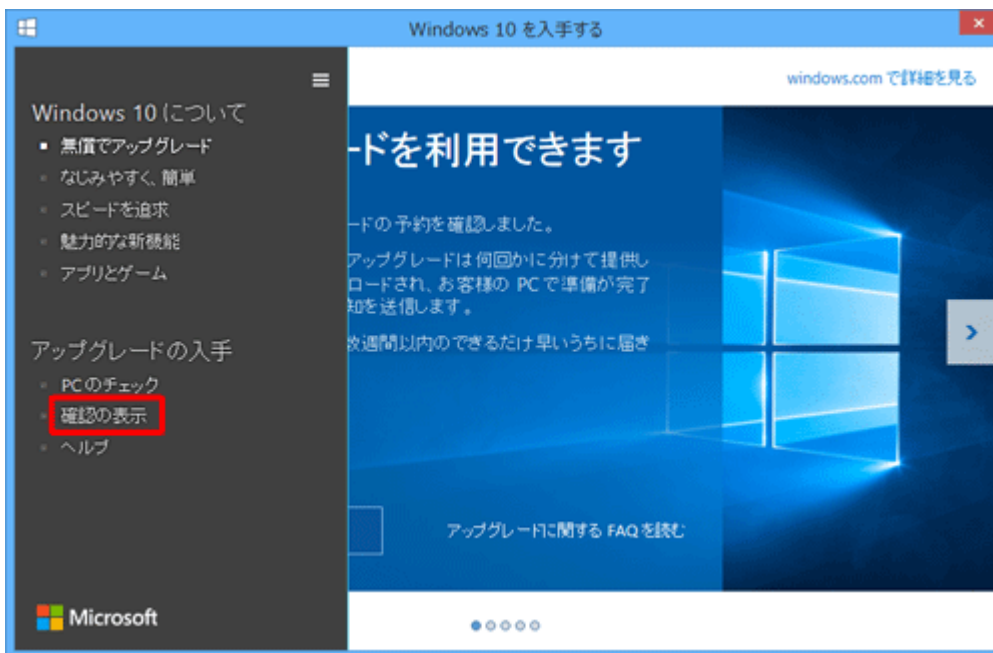 Windows 10 を入手する
windows.com で詳細を見る
Windows 10 について
無償でアップグレード
なじみやすく、簡単
スピードを追求
魅力的な新機能
アプリとゲーム
アップグレードの入手
PC のチェック
確認の表示
ヘルプ
Microsoft
ードを利用できます
ードの予約を確認しました。
アップグレードは何回かに分けて提供し
ロードされ、お客様の PC で準備が完了
知を送信します。
数週間以内のできるだけ早いうちに届き
アップグレードに関する FAQ を読む